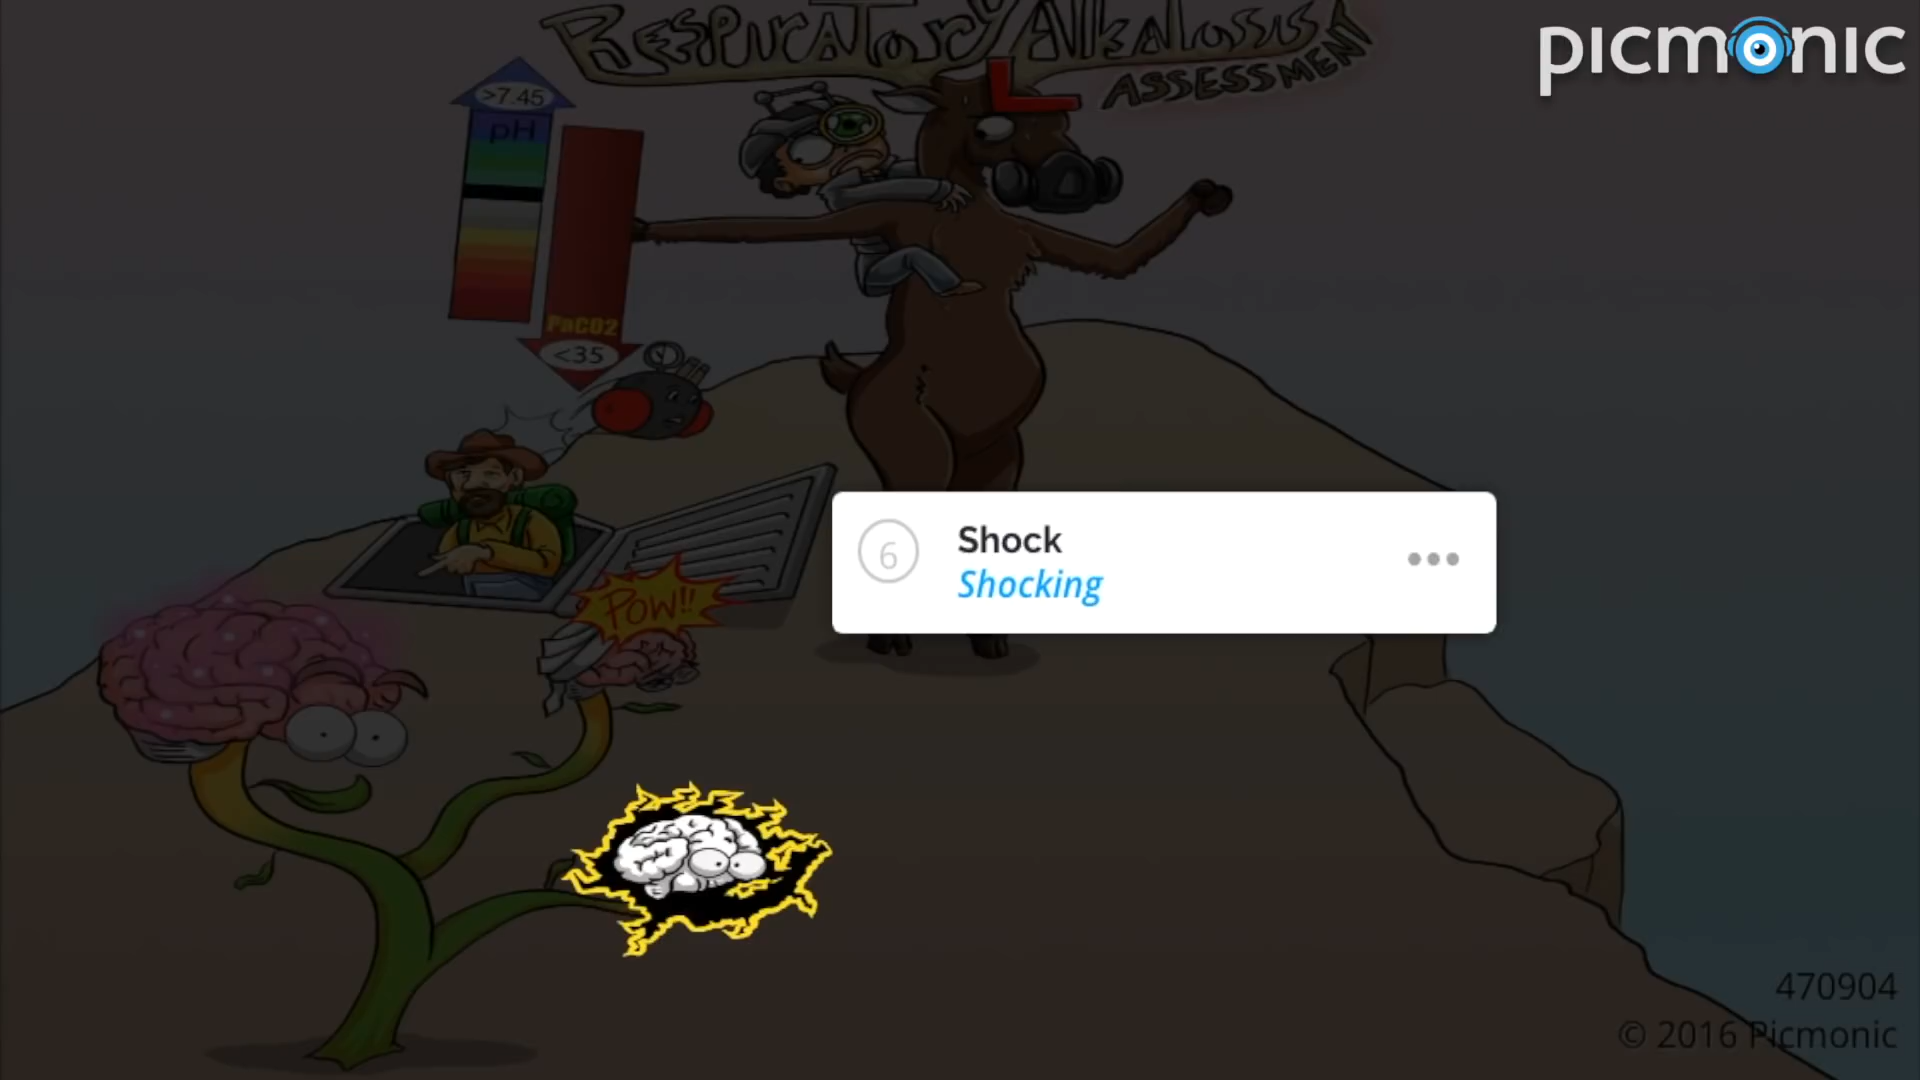 RESPIRATORY ALKALOSIS
ASSESSMENT
picmonic
>7.45
pH
PaCO2
<35
POW!!
6
Shock
Shocking
470904
© 2016 Picmonic